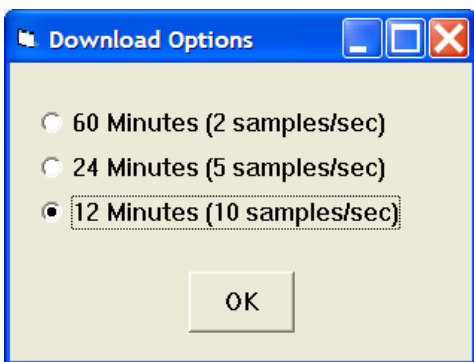 Download Options
60 Minutes (2 samples/sec)
24 Minutes (5 samples/sec)
12 Minutes (10 samples/sec)
OK